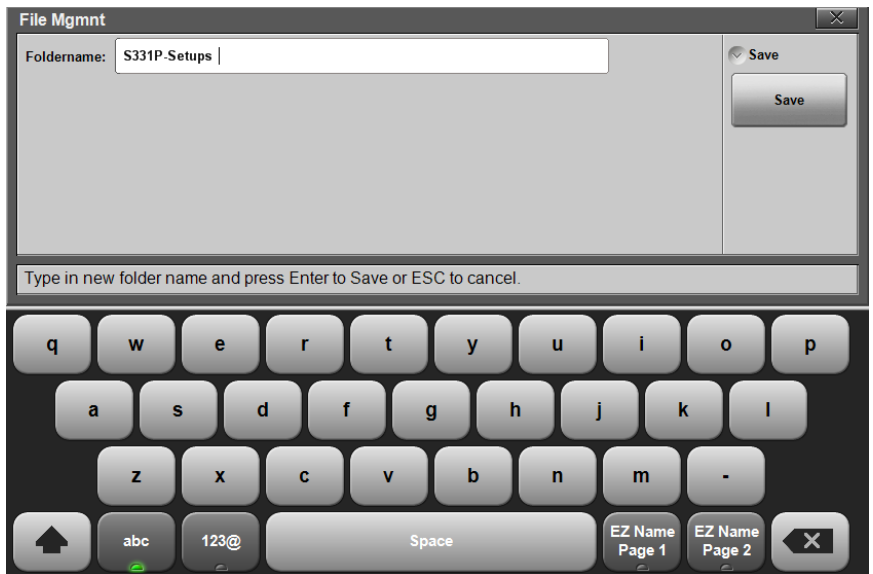 File Mgmnt
Foldername: S331P-Setups
Save
Save
Type in new folder name and press Enter to Save or ESC to cancel.
q w e r t y u i o p
a s d f g h j k l
z x c v b n m -
abc 123@ Space EZ Name Page 1 EZ Name Page 2